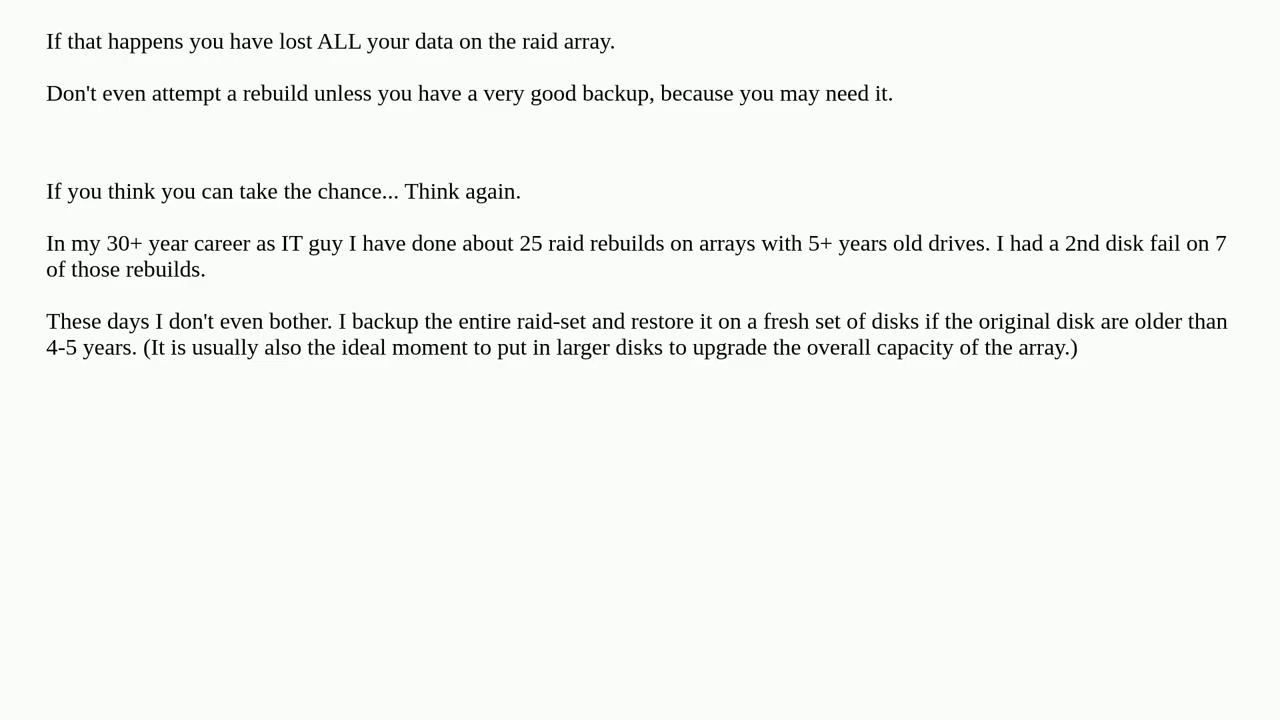 If that happens you have lost ALL your data on the raid array.
Don't even attempt a rebuild unless you have a very good backup, because you may need it.
If you think you can take the chance... Think again.
In my 30+ year career as IT guy I have done about 25 raid rebuilds on arrays with 5+ years old drives. I had a 2nd disk fail on 7
of those rebuilds.
These days I don't even bother. I backup the entire raid-set and restore it on a fresh set of disks if the original disk are older than
4-5 years. (It is usually also the ideal moment to put in larger disks to upgrade the overall capacity of the array.)